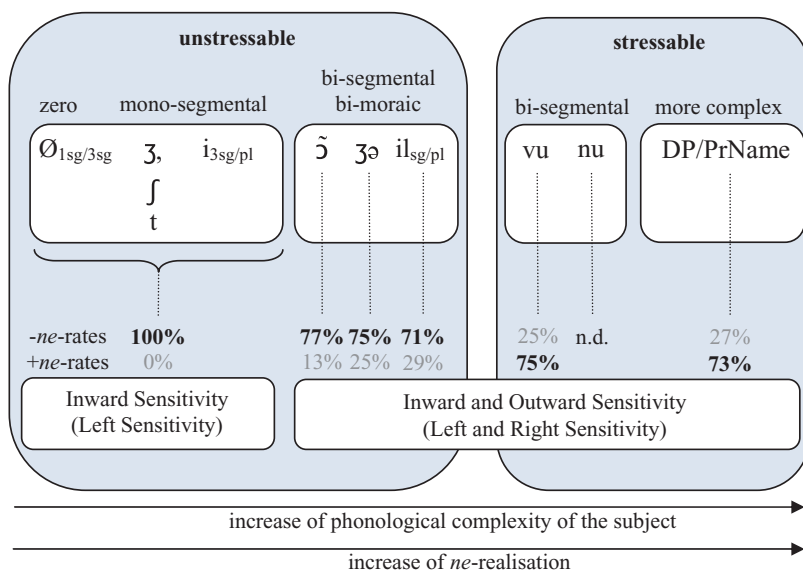 unstressable stressable
bi-segmental
zero mono-segmental bi-moraic bi-segmental more complex
Ø1sg/3sg ʒ, i3sg/pl ɔ̃ ʒə ilsg/pl vu nu DP/PrName
ʃ
t
-ne-rates 100% 77% 75% 71% 25% n.d. 27%
+ne-rates 0% 13% 25% 29% 75% 73%
Inward Sensitivity Inward and Outward Sensitivity
(Left Sensitivity) (Left and Right Sensitivity)
increase of phonological complexity of the subject
increase of ne-realisation